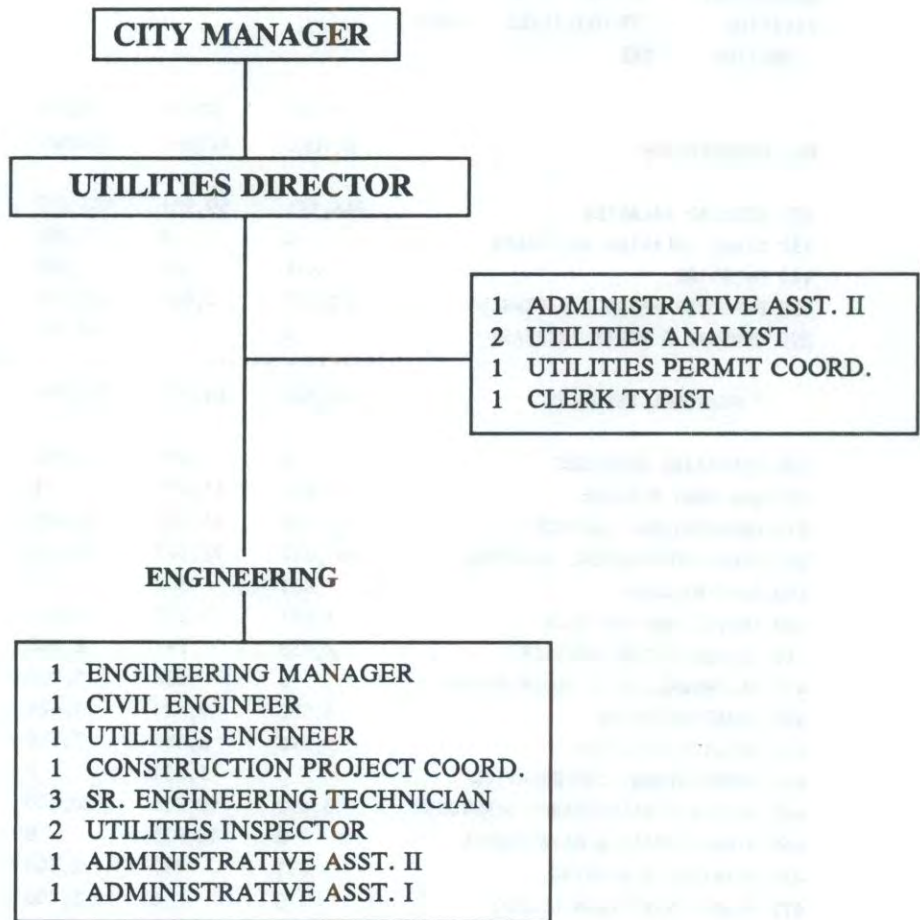 CITY MANAGER
UTILITIES DIRECTOR
1 ADMINISTRATIVE ASST. II
2 UTILITIES ANALYST
1 UTILITIES PERMIT COORD.
1 CLERK TYPIST
ENGINEERING
1 ENGINEERING MANAGER
1 CIVIL ENGINEER
1 UTILITIES ENGINEER
1 CONSTRUCTION PROJECT COORD.
3 SR. ENGINEERING TECHNICIAN
2 UTILITIES INSPECTOR
1 ADMINISTRATIVE ASST. II
1 ADMINISTRATIVE ASST. I